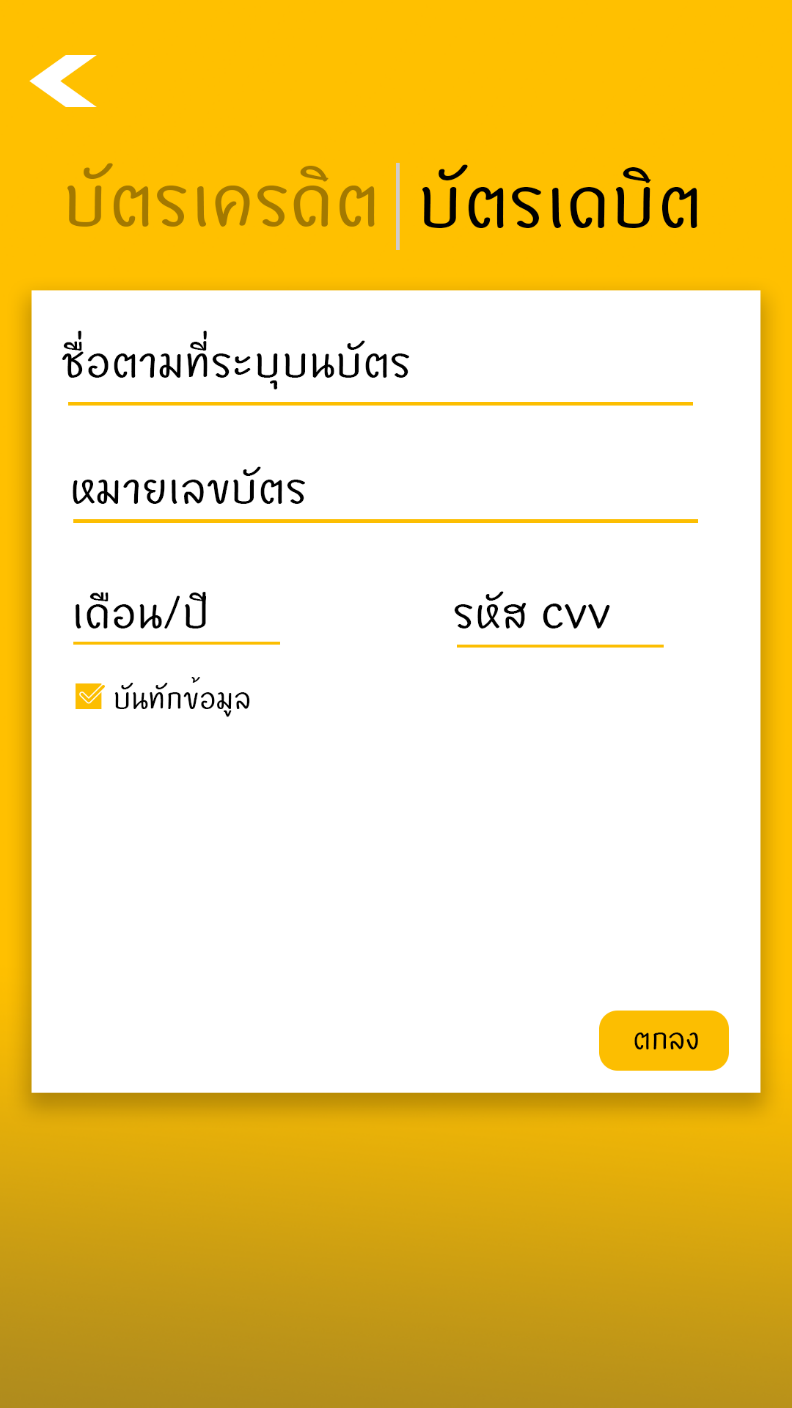 บัตรเครดิต บัตรเดบิต
ชื่อตามที่ระบุบนบัตร
หมายเลขบัตร
เดือน/ปี รหัส CVV
บันทักข้อมูล
ตกลง